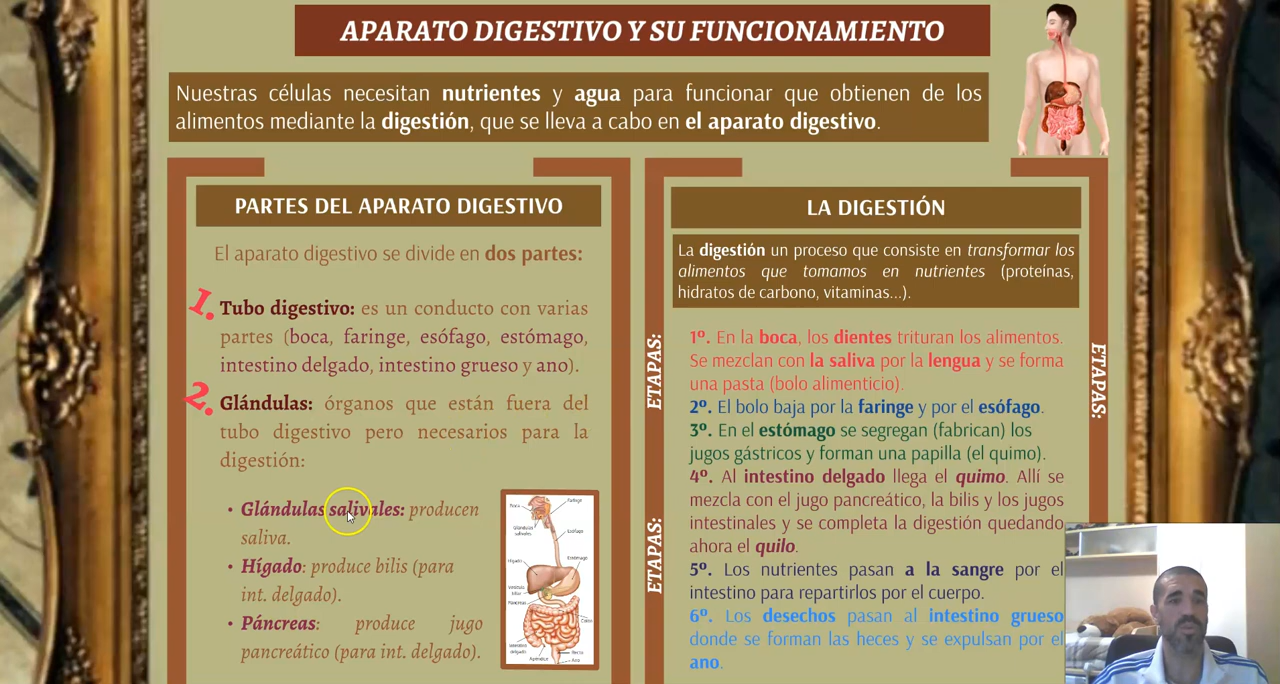 APARATO DIGESTIVO Y SU FUNCIONAMIENTO
Nuestras células necesitan nutrientes y agua para funcionar que obtienen de los
alimentos mediante la digestión, que se lleva a cabo en el aparato digestivo.
PARTES DEL APARATO DIGESTIVO
El aparato digestivo se divide en dos partes:
1. Tubo digestivo: es un conducto con varias
partes (boca, faringe, esófago, estómago,
intestino delgado, intestino grueso y ano).
2. Glándulas: órganos que están fuera del
tubo digestivo pero necesarios para la
digestión:
• Glándulas salivales: producen
saliva.
• Hígado: produce bilis (para
int. delgado).
• Páncreas: produce jugo
pancreático (para int. delgado).
Faringe
Glándulas
salivales
Esófago
Hígado
Estómago
Páncreas
Colon
Intestino
delgado
Recto
Apéndice
Ano
LA DIGESTIÓN
La digestión un proceso que consiste en transformar los
alimentos que tomamos en nutrientes (proteínas,
hidratos de carbono, vitaminas...).
ETAPAS:
ETAPAS:
ETAPAS:
1º. En la boca, los dientes trituran los alimentos.
Se mezclan con la saliva por la lengua y se forma
una pasta (bolo alimenticio).
2º. El bolo baja por la faringe y por el esófago.
3º. En el estómago se segregan (fabrican) los
jugos gástricos y forman una papilla (el quimo).
4º. Al intestino delgado llega el quimo. Allí se
mezcla con el jugo pancreático, la bilis y los jugos
intestinales y se completa la digestión quedando
ahora el quilo.
5º. Los nutrientes pasan a la sangre por el
intestino para repartirlos por el cuerpo.
6º. Los desechos pasan al intestino grueso
donde se forman las heces y se expulsan por el
ano.